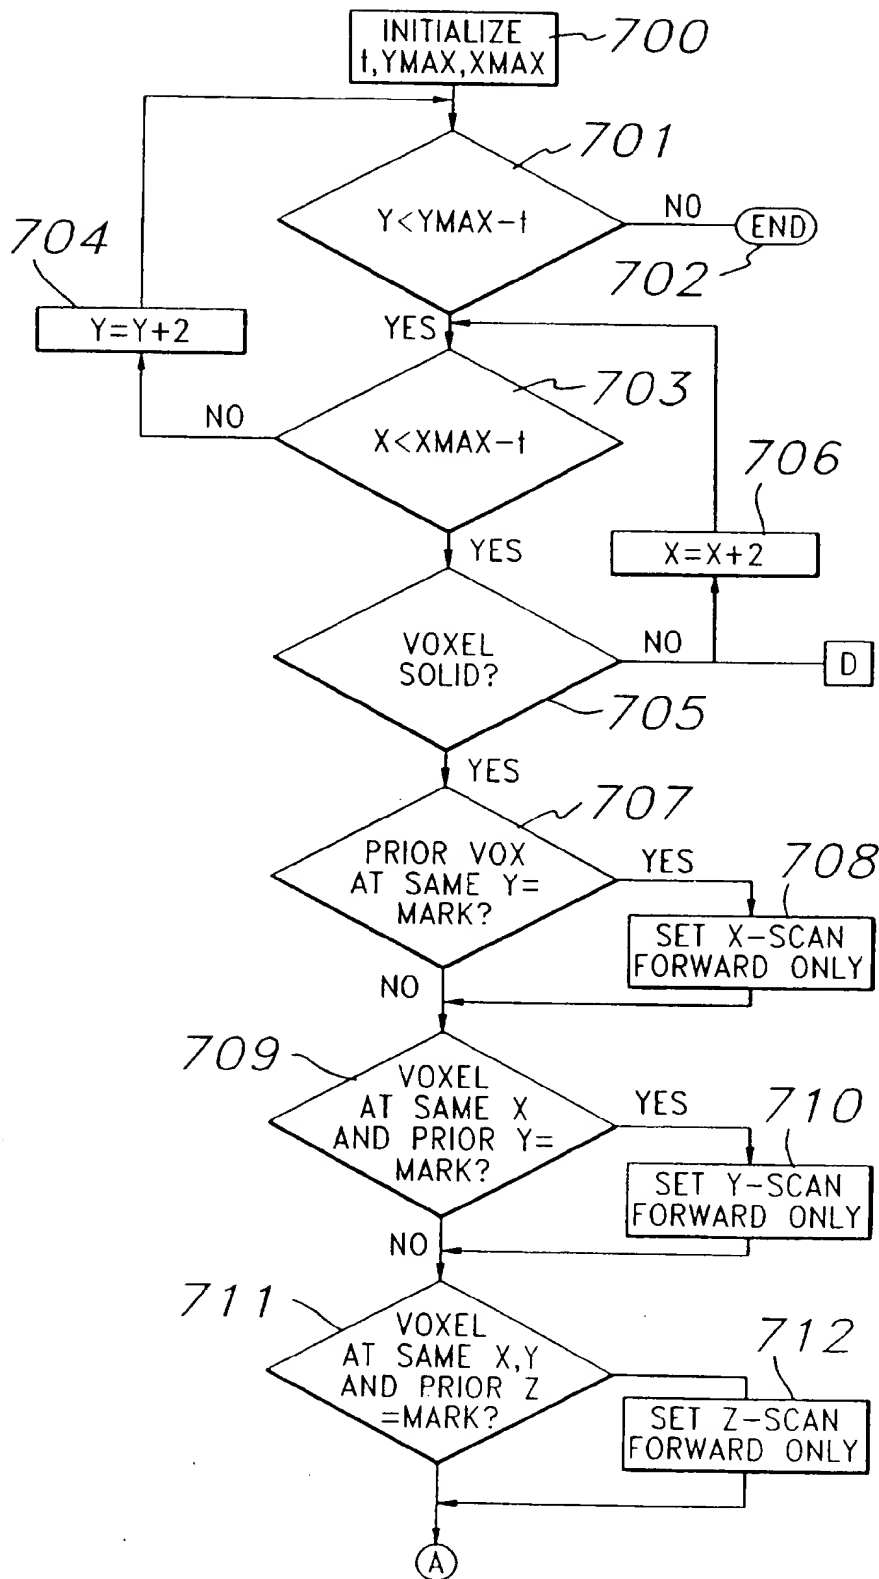 INITIALIZE
t,YMAX,XMAX
700
701
Y<YMAX-t
NO
END
702
704
Y=Y+2
YES
703
X<XMAX-t
NO
706
X=X+2
YES
VOXEL
SOLID?
NO
D
705
YES
707
PRIOR VOX
AT SAME Y=
MARK?
YES
708
SET X-SCAN
FORWARD ONLY
NO
709
VOXEL
AT SAME X
AND PRIOR Y=
MARK?
YES
710
SET Y-SCAN
FORWARD ONLY
NO
711
VOXEL
AT SAME X,Y
AND PRIOR Z
=MARK?
712
SET Z-SCAN
FORWARD ONLY
A